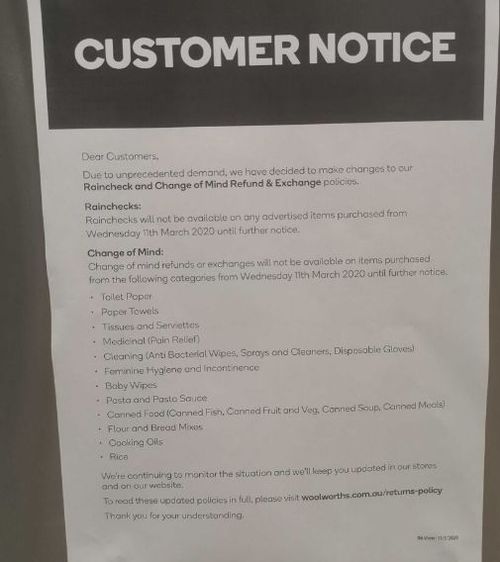 CUSTOMER NOTICE
Dear Customers,
Due to unprecedented demand, we have decided to make changes to our
Raincheck and Change of Mind Refund & Exchange policies.
Rainchecks:
Rainchecks will not be available on any advertised items purchased from
Wednesday 11th March 2020 until further notice.
Change of Mind:
Change of mind refunds or exchanges will not be available on items purchased
from the following categories from Wednesday 11th March 2020 until further notice.
• Toilet Paper
• Paper Towels
• Tissues and Serviettes
• Medicinal (Pain Relief)
• Cleaning (Anti Bacterial Wipes, Sprays and Cleaners, Disposable Gloves)
• Feminine Hygiene and Incontinence
• Baby Wipes
• Pasta and Pasta Sauce
• Canned Food (Canned Fish, Canned Fruit and Veg, Canned Soup, Canned Meals)
• Flour and Bread Mixes
• Cooking Oils
• Rice
We're continuing to monitor the situation and we'll keep you updated in our stores
and on our website.
To read these updated policies in full, please visit woolworths.com.au/returns-policy
Thank you for your understanding.